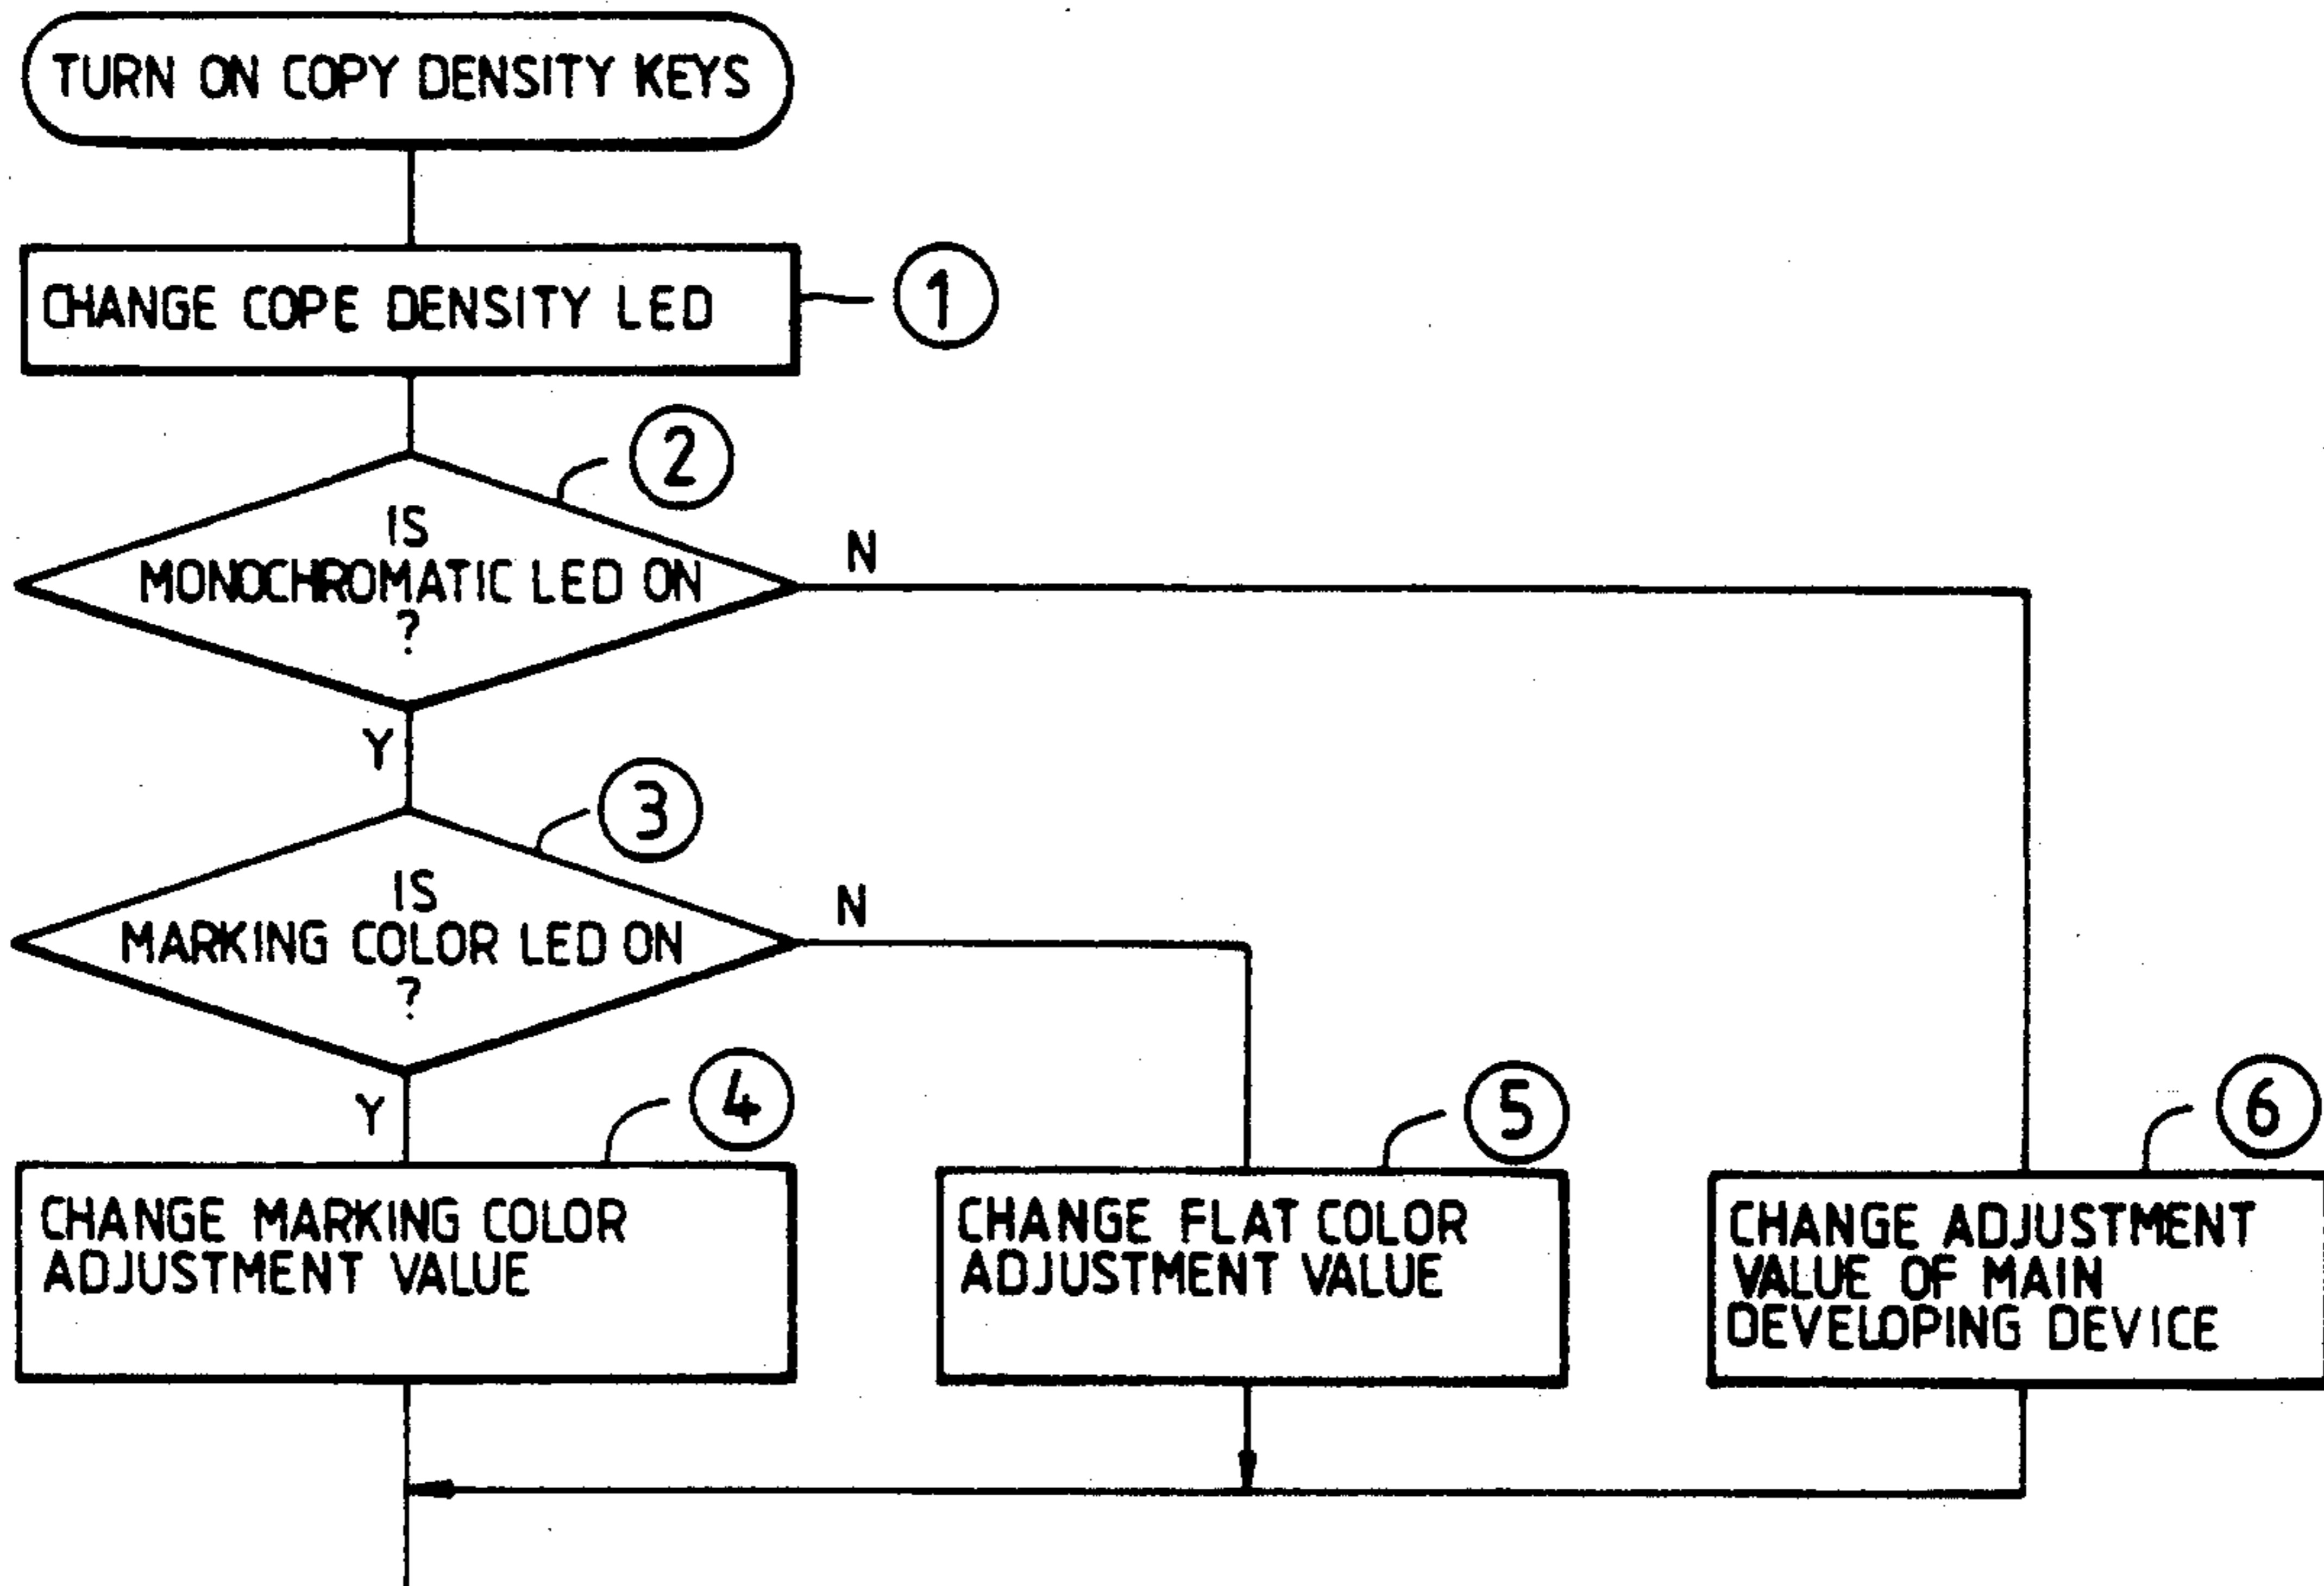 TURN ON COPY DENSITY KEYS
CHANGE COPE DENSITY LED
1
2
IS
MONOCHROMATIC LED ON
?
N
Y
3
IS
MARKING COLOR LED ON
?
N
Y
4
CHANGE MARKING COLOR
ADJUSTMENT VALUE
5
CHANGE FLAT COLOR
ADJUSTMENT VALUE
6
CHANGE ADJUSTMENT
VALUE OF MAIN
DEVELOPING DEVICE